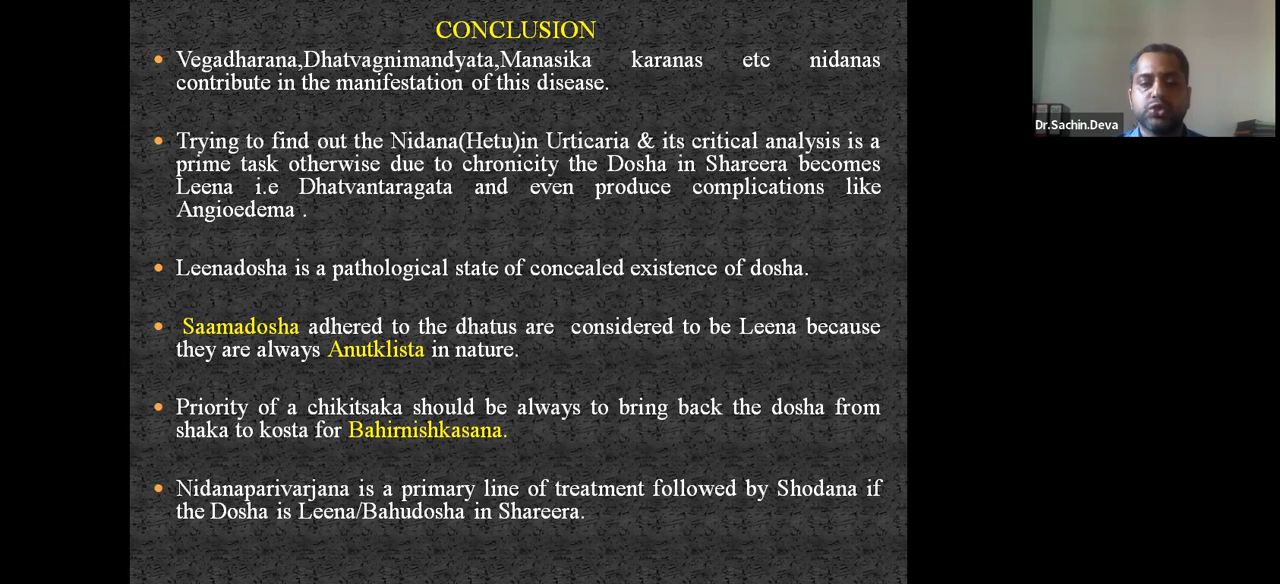 CONCLUSION
Vegadharana,Dhatvagnimandyata,Manasika karanas etc nidanas
contribute in the manifestation of this disease.
Trying to find out the Nidana(Hetu)in Urticaria & its critical analysis is a
prime task otherwise due to chronicity the Dosha in Shareera becomes
Leena i.e Dhatvantaragata and even produce complications like
Angioedema .
Leenadosha is a pathological state of concealed existence of dosha.
Saamadosha adhered to the dhatus are considered to be Leena because
they are always Anutklista in nature.
Priority of a chikitsaka should be always to bring back the dosha from
shaka to kosta for Bahirnishkasana.
Nidanaparivarjana is a primary line of treatment followed by Shodana if
the Dosha is Leena/Bahudosha in Shareera.
Dr.Sachin.Deva